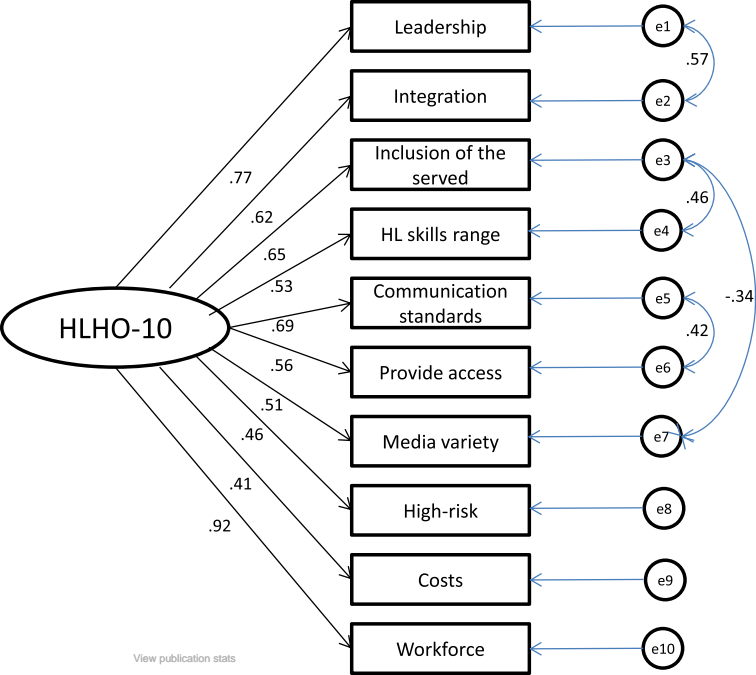 Leadership
e1
.57
Integration
e2
Inclusion of the
served
e3
.77
.46
.62
HL skills range
e4
.65
.53
Communication
standards
e5
-.34
HLHO-10
.69
.42
.56
Provide access
e6
.51
.46
Media variety
e7
.41
High-risk
e8
.92
Costs
e9
Workforce
e10
View publication stats